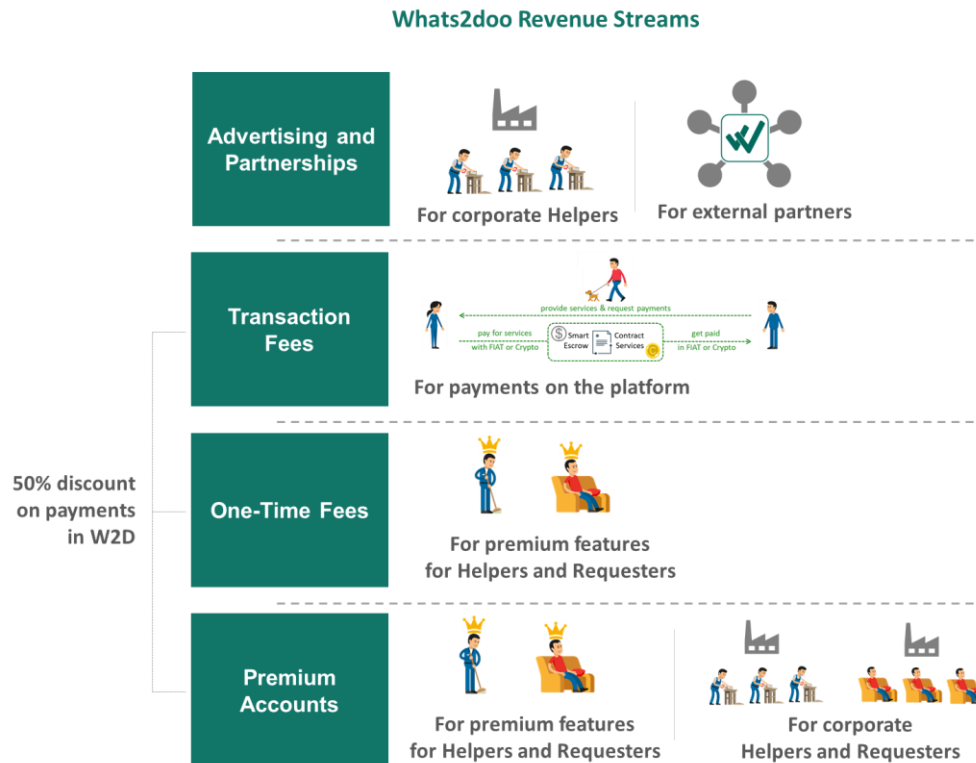 Whats2doo Revenue Streams
Advertising and
Partnerships
For corporate Helpers
For external partners
Transaction
Fees
provide services & request payments
pay for services
with FIAT or Crypto
$ Smart
Escrow
Contract
Services
C
get paid
in FIAT or Crypto
For payments on the platform
50% discount
on payments
in W2D
One-Time Fees
For premium features
for Helpers and Requesters
Premium
Accounts
For premium features
for Helpers and Requesters
For corporate
Helpers and Requesters